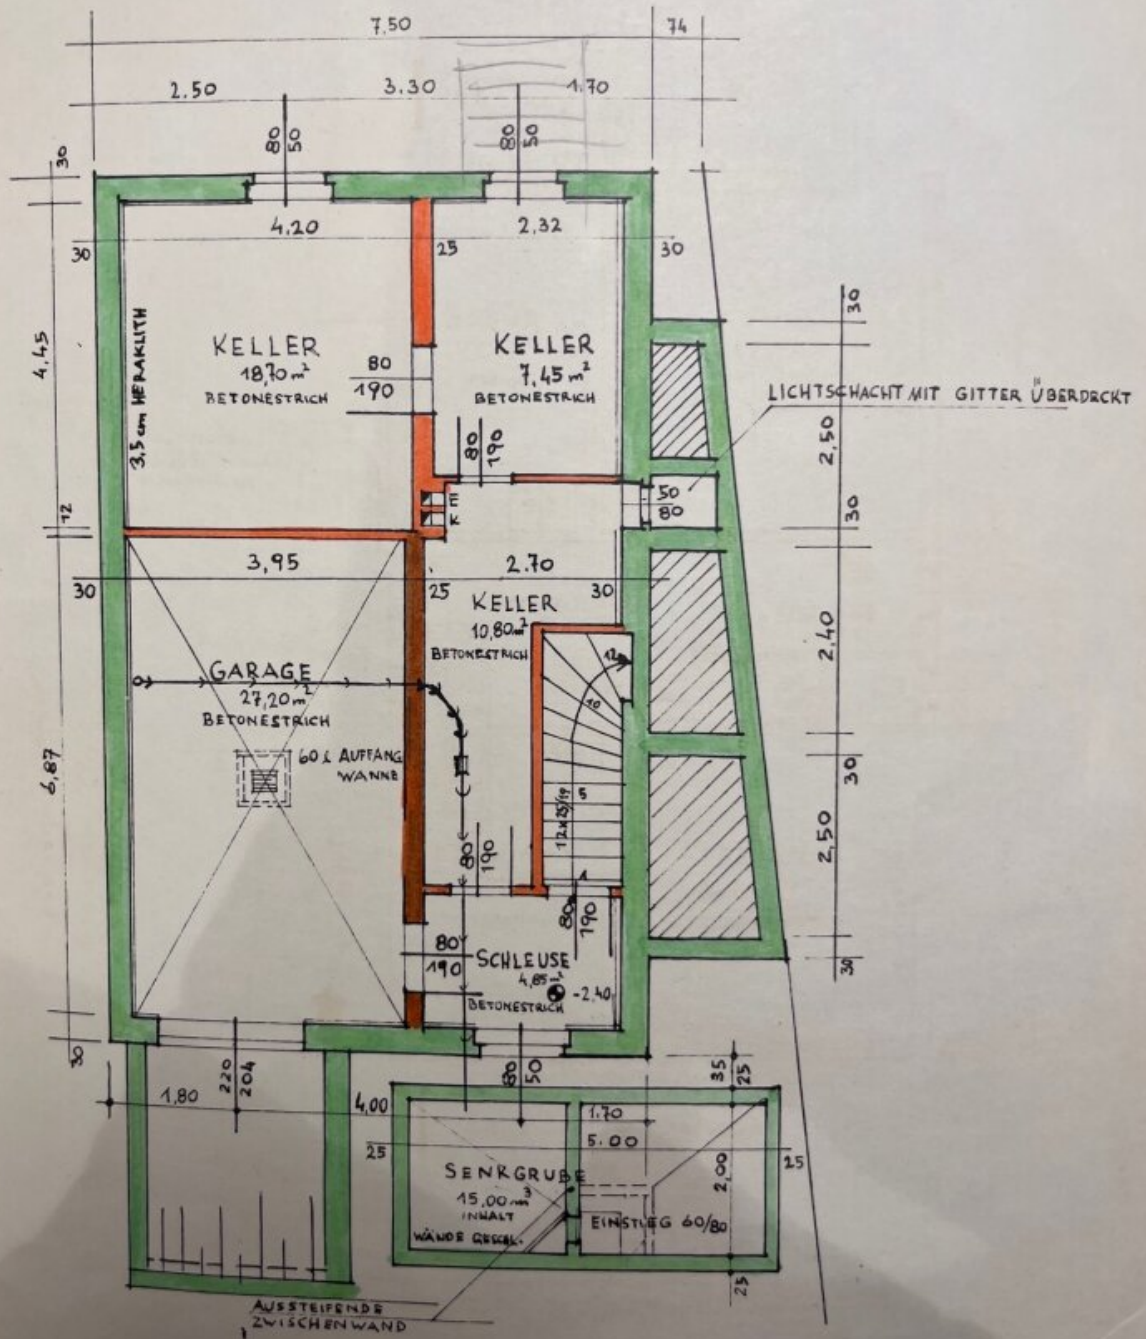 7.50
74
2.50
3.30
1.70
80
50
80
50
30
4.20
2,32
30
25
30
4,45
3,5 cm HERAKLITH
KELLER
18,70 m²
BETONESTRICH
80
190
KELLER
7,45 m²
BETONESTRICH
80
190
30
LICHTSCHACHT MIT GITTER ÜBERDECKT
2,50
12
E
K
50
80
30
3,95
2.70
30
25
30
KELLER
10,80 m²
BETONESTRICH
2,40
12
10
GARAGE
27,20 m²
BETONESTRICH
60 l AUFFANG
WANNE
6,87
5
12x25/19
1
30
2,50
80
190
80
190
80
190
SCHLEUSE
4,85 m²
-2,40
BETONESTRICH
30
30
220
204
80
50
35
25
1,80
4,00
1.70
5.00
25
25
2,00
SENKGRUBE
15,00 m³
INHALT
WÄNDE GESCHL.
EINSTIEG 60/80
25
AUSSTEIFENDE
ZWISCHENWAND